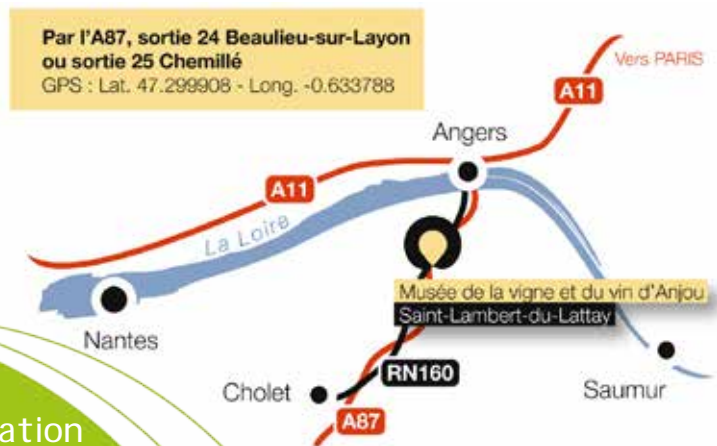 Par l'A87, sortie 24 Beaulieu-sur-Layon
ou sortie 25 Chemillé
GPS : Lat. 47.299908 - Long. -0.633788
Vers PARIS
A11
Angers
A11
La Loire
Musée de la vigne et du vin d'Anjou
Saint-Lambert-du-Lattay
Nantes
RN160
Cholet
Saumur
A87
ation